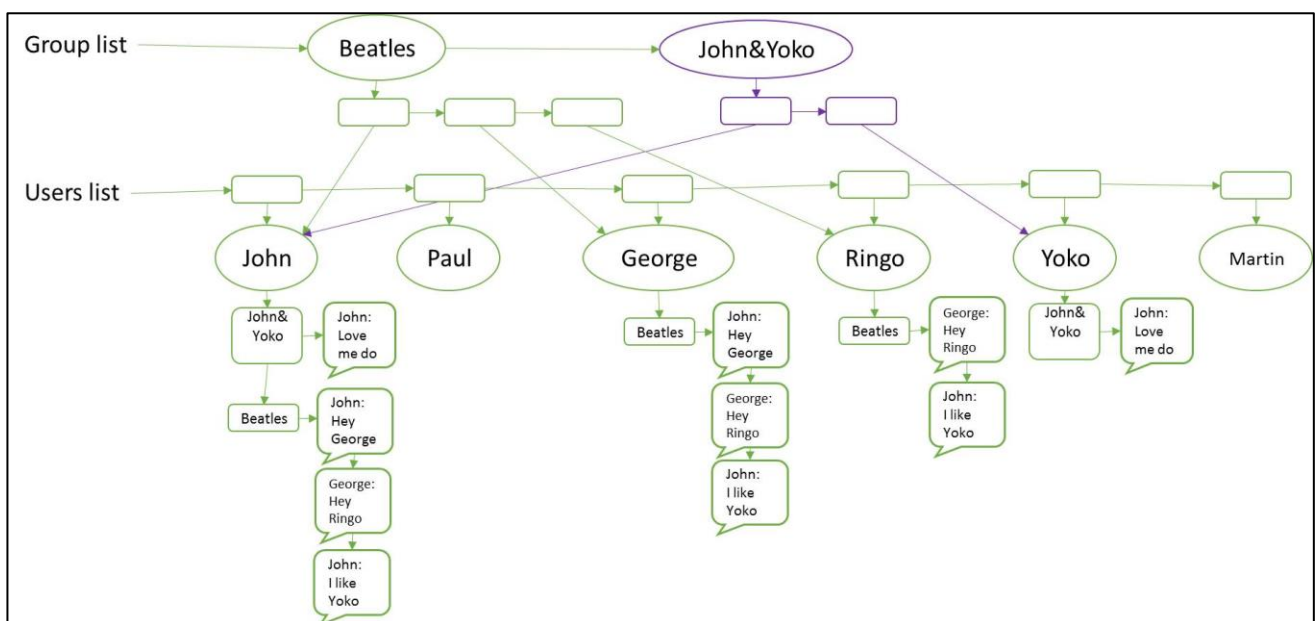 Group list
Beatles
John&Yoko
Users list
John
Paul
George
Ringo
Yoko
Martin
John&
Yoko
John:
Love
me do
Beatles
John:
Hey
George
George:
Hey
Ringo
John:
I like
Yoko
Beatles
John:
Hey
George
George:
Hey
Ringo
John:
I like
Yoko
Beatles
George:
Hey
Ringo
John:
I like
Yoko
John&
Yoko
John:
Love
me do